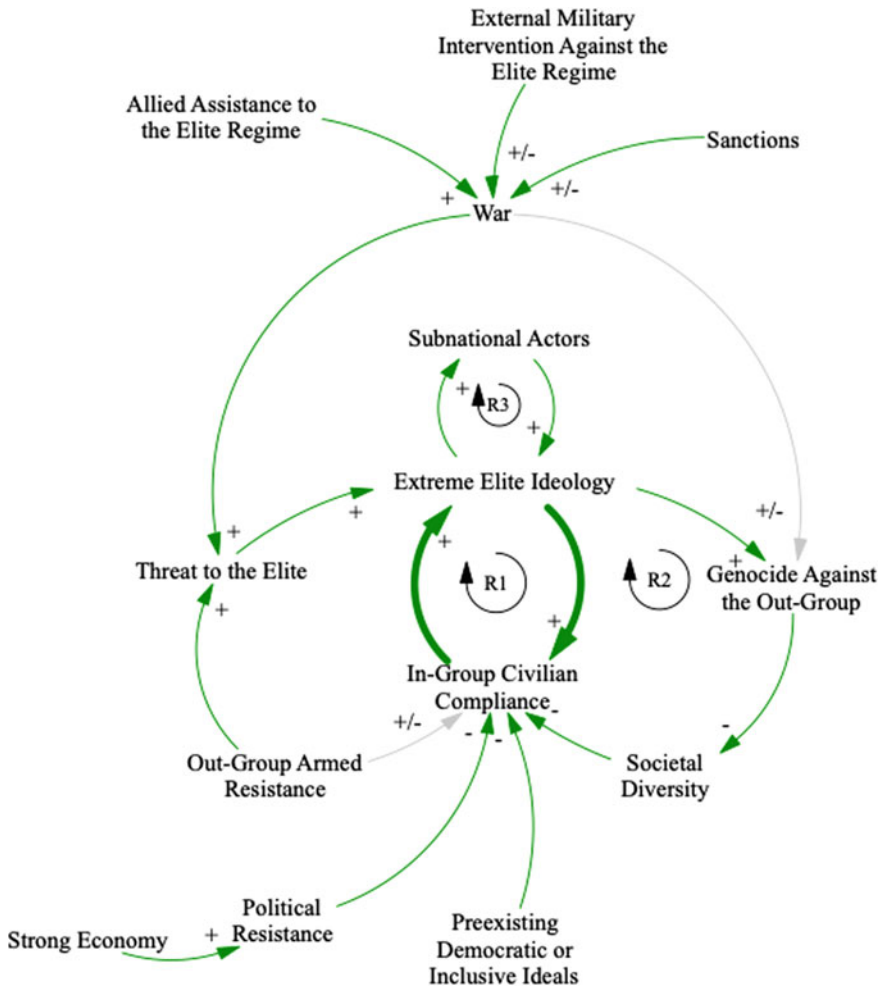 External Military
Intervention Against the
Elite Regime
Allied Assistance to
the Elite Regime
Sanctions
+/-
+/-
+
War
Subnational Actors
+
R3
+
Extreme Elite Ideology
+/-
+
+
+
+
Threat to the Elite
R1
R2
Genocide Against
the Out-Group
+
+
In-Group Civilian
Compliance
-
+/-
-
-
-
Out-Group Armed
Resistance
Societal
Diversity
Political
Resistance
+
Strong Economy
Preexisting
Democratic or
Inclusive Ideals